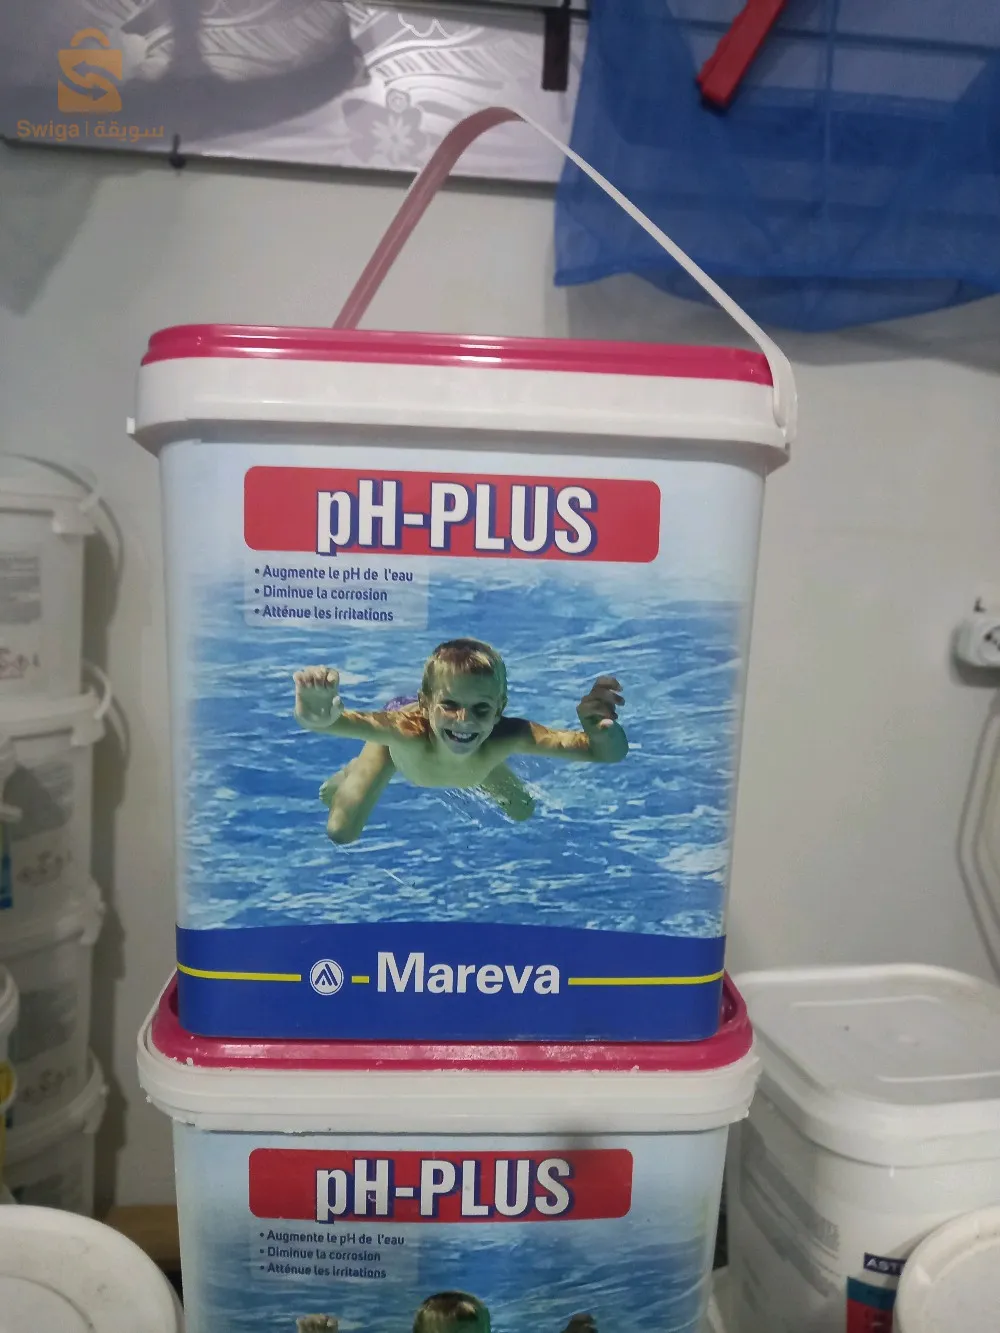 Swiga | سويقة
pH-PLUS
• Augmente le pH de l'eau
• Diminue la corrosion
• Atténue les irritations
Mareva
pH-PLUS
• Augmente le pH de l'eau
• Diminue la corrosion
• Atténue les irritations